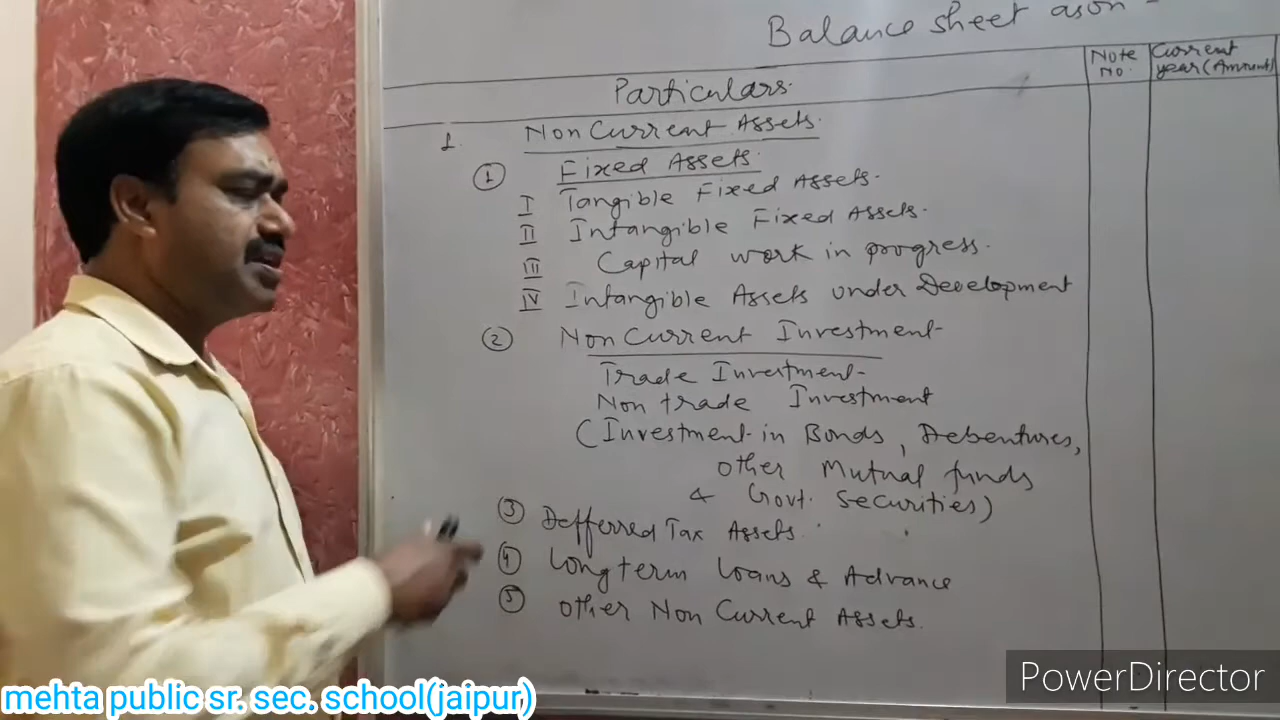 Balance sheet as on -
Particulars. Note No. Current year (Amount)
1. Non Current Assets.
① Fixed Assets.
I Tangible Fixed Assets.
II Intangible Fixed Assets.
III Capital work in progress.
IV Intangible Assets under Development
② Non Current Investment
Trade Investment
Non trade Investment
(Investment in Bonds, Debentures,
other Mutual funds
& Govt. Securities)
③ Defferred Tax Assets.
④ Long term Loans & Advance
⑤ other Non Current Assets.
PowerDirector
mehta public sr. sec. school(jaipur)